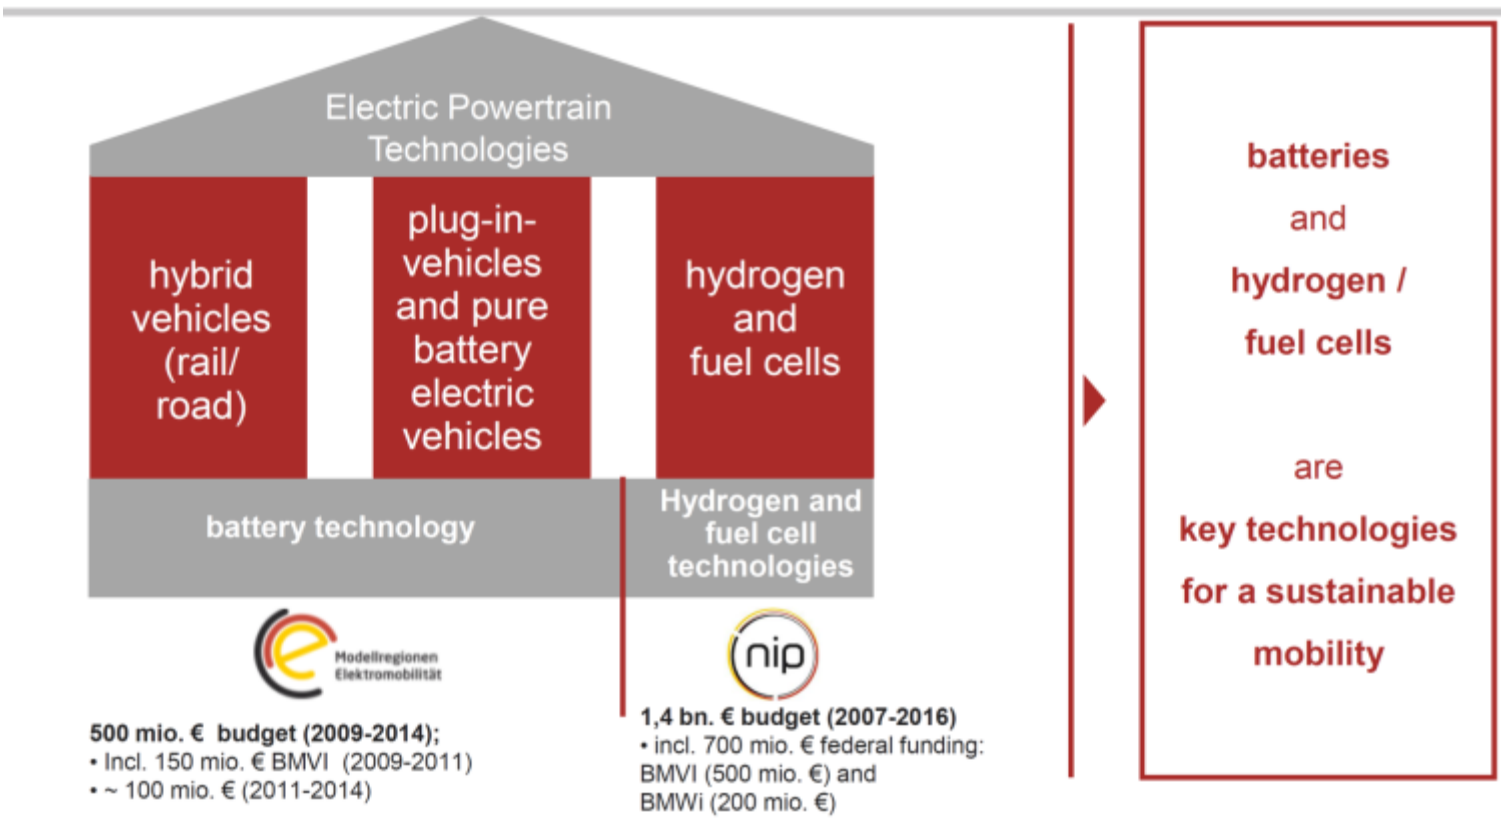 Electric Powertrain
Technologies
hybrid
vehicles
(rail/
road)
plug-in-
vehicles
and pure
battery
electric
vehicles
hydrogen
and
fuel cells
battery technology
Hydrogen and
fuel cell
technologies
e
Modellregionen
Elektromobilität
500 mio. € budget (2009-2014);
• Incl. 150 mio. € BMVI (2009-2011)
• ~ 100 mio. € (2011-2014)
nip
1,4 bn. € budget (2007-2016)
• incl. 700 mio. € federal funding:
BMVI (500 mio. €) and
BMWi (200 mio. €)
batteries
and
hydrogen /
fuel cells
are
key technologies
for a sustainable
mobility